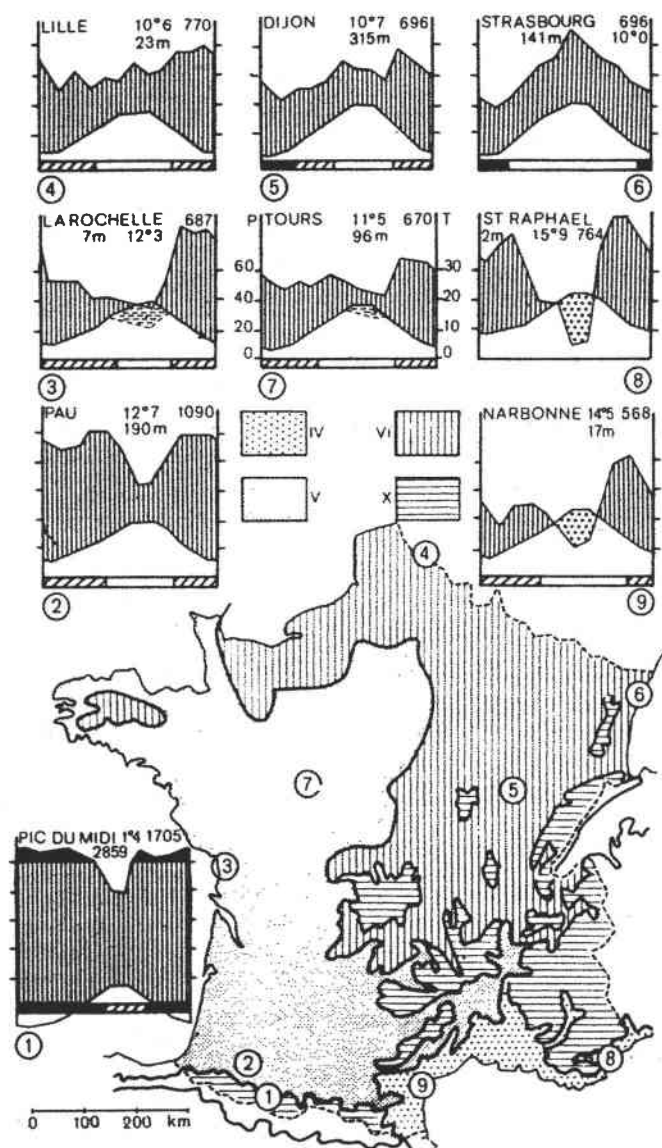 LILLE 10°6 770
23m
④
DIJON 10°7 696
315m
⑤
STRASBOURG 696
141m 10°0
⑥
LA ROCHELLE 687
7m 12°3
③
P TOURS 11°5 670 T
96m
60 30
40 20
20 10
0 0
⑦
ST RAPHAEL
2m 15°9 764
⑧
PAU 12°7 1090
190m
②
IV VI
V X
NARBONNE 14°5 568
17m
⑨
④
⑥
⑦
⑤
③
PIC DU MIDI 1°4 1705
2859
①
②
①
⑨
⑧
0 100 200
km